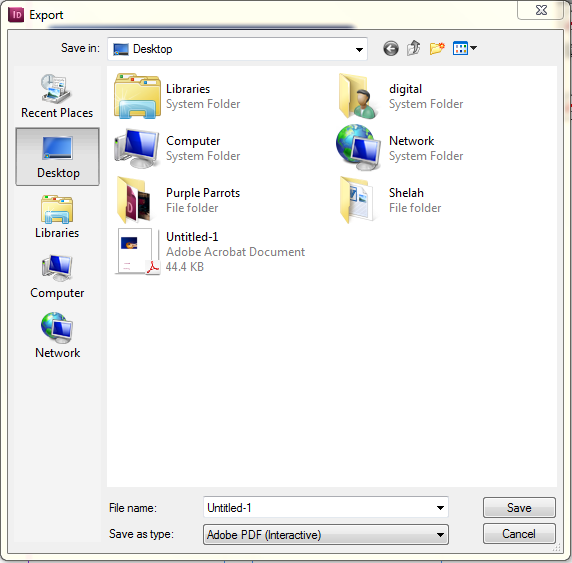 ID Export
Save in: Desktop
Recent Places
Desktop
Libraries
Computer
Network
Libraries
System Folder
digital
System Folder
Computer
System Folder
Network
System Folder
Purple Parrots
File folder
Shelah
File folder
Untitled-1
Adobe Acrobat Document
44.4 KB
File name: Untitled-1 Save
Save as type: Adobe PDF (Interactive) Cancel